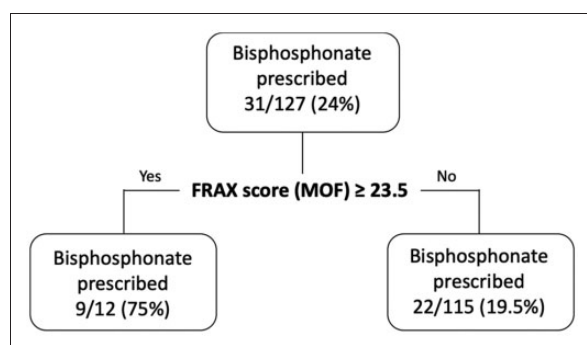 Bisphosphonate
prescribed
31/127 (24%)
Yes
No
FRAX score (MOF) ≥ 23.5
Bisphosphonate
prescribed
9/12 (75%)
Bisphosphonate
prescribed
22/115 (19.5%)